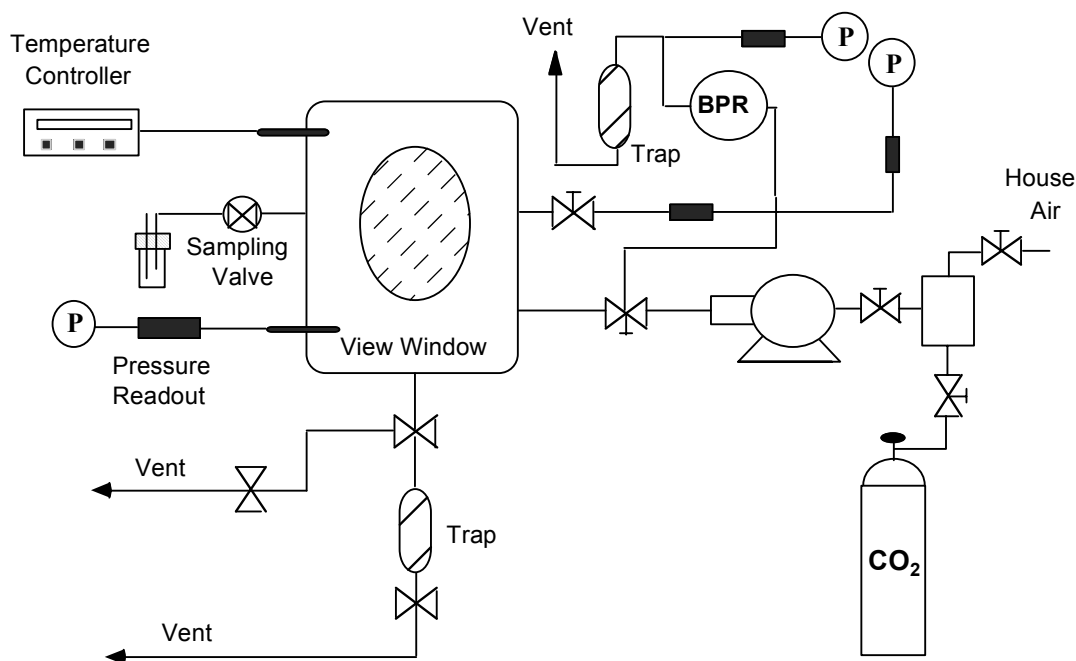 Temperature
Controller
Vent
P
P
BPR
Trap
House
Air
Sampling
Valve
P
View Window
Pressure
Readout
Vent
Trap
CO₂
Vent